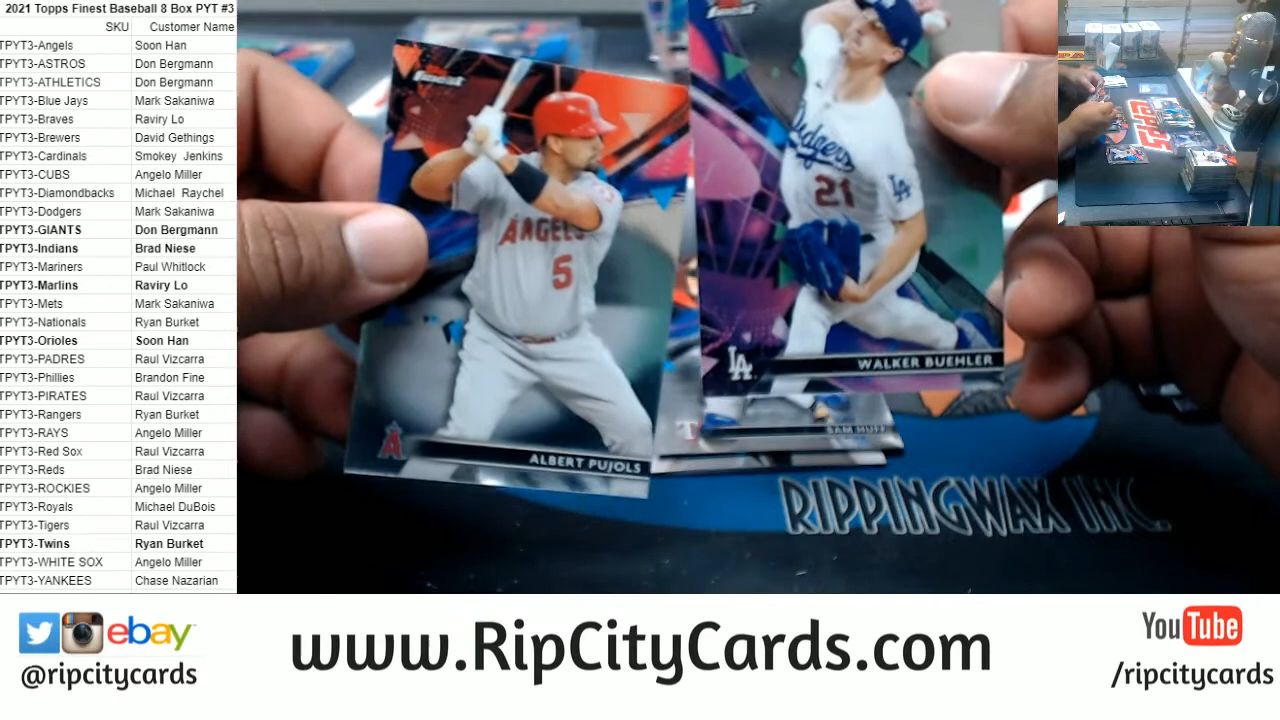 2021 Topps Finest Baseball 8 Box PYT #3
SKU Customer Name
TPYT3-Angels Soon Han
TPYT3-ASTROS Don Bergmann
TPYT3-ATHLETICS Don Bergmann
TPYT3-Blue Jays Mark Sakaniwa
TPYT3-Braves Raviry Lo
TPYT3-Brewers David Gethings
TPYT3-Cardinals Smokey Jenkins
TPYT3-CUBS Angelo Miller
TPYT3-Diamondbacks Michael Raychel
TPYT3-Dodgers Mark Sakaniwa
TPYT3-GIANTS Don Bergmann
TPYT3-Indians Brad Niese
TPYT3-Mariners Paul Whitlock
TPYT3-Marlins Raviry Lo
TPYT3-Mets Mark Sakaniwa
TPYT3-Nationals Ryan Burket
TPYT3-Orioles Soon Han
TPYT3-PADRES Raul Vizcarra
TPYT3-Phillies Brandon Fine
TPYT3-PIRATES Raul Vizcarra
TPYT3-Rangers Ryan Burket
TPYT3-RAYS Angelo Miller
TPYT3-Red Sox Raul Vizcarra
TPYT3-Reds Brad Niese
TPYT3-ROCKIES Angelo Miller
TPYT3-Royals Michael DuBois
TPYT3-Tigers Raul Vizcarra
TPYT3-Twins Ryan Burket
TPYT3-WHITE SOX Angelo Miller
TPYT3-YANKEES Chase Nazarian
Finest
ANGELS
5
A
ALBERT PUJOLS
Finest
Dodgers
21
LA
LA
WALKER BUEHLER
T
SAM HUFF
RIPPINGWAX INC.
TOPPS
ebay
@ripcitycards
www.RipCityCards.com
YouTube
/ripcitycards